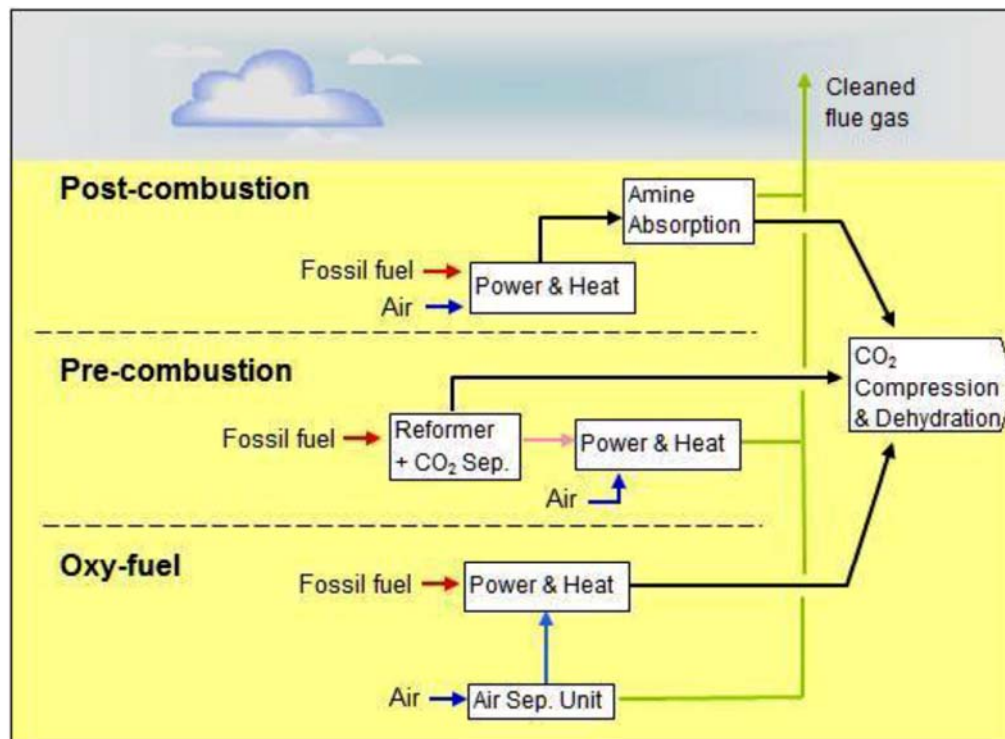 Cleaned
flue gas
Post-combustion
Amine
Absorption
Fossil fuel
Power & Heat
Air
CO₂
Compression
& Dehydration
Pre-combustion
Fossil fuel
Reformer
+ CO₂ Sep.
Power & Heat
Air
Oxy-fuel
Fossil fuel
Power & Heat
Air
Air Sep. Unit